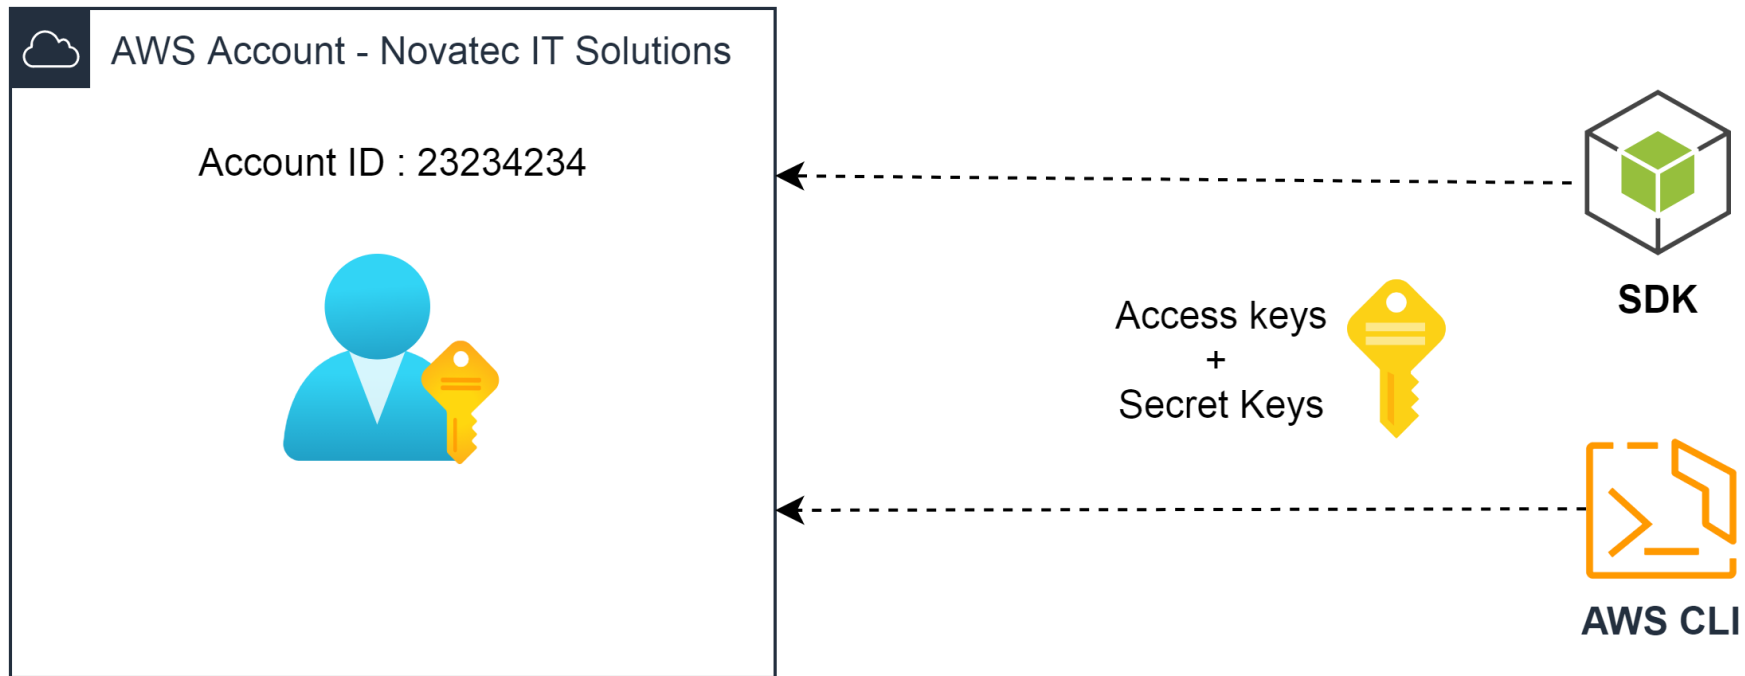 AWS Account - Novatec IT Solutions
Account ID : 23234234
SDK
Access keys
+
Secret Keys
AWS CLI